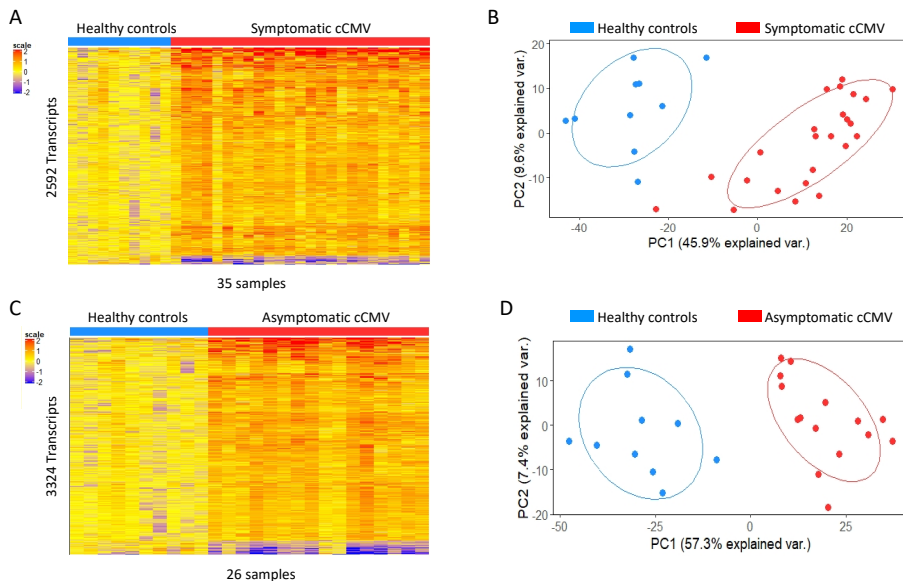 A
Healthy controls
Symptomatic cCMV
scale
2
1
0
-1
-2
2592 Transcripts
35 samples
B
Healthy controls
Symptomatic cCMV
PC2 (9.6% explained var.)
20
10
0
-10
-40
-20
0
20
PC1 (45.9% explained var.)
C
Healthy controls
Asymptomatic cCMV
scale
2
1
0
-1
-2
3324 Transcripts
26 samples
D
Healthy controls
Asymptomatic cCMV
PC2 (7.4% explained var.)
10
0
-10
-20
-50
-25
0
25
PC1 (57.3% explained var.)